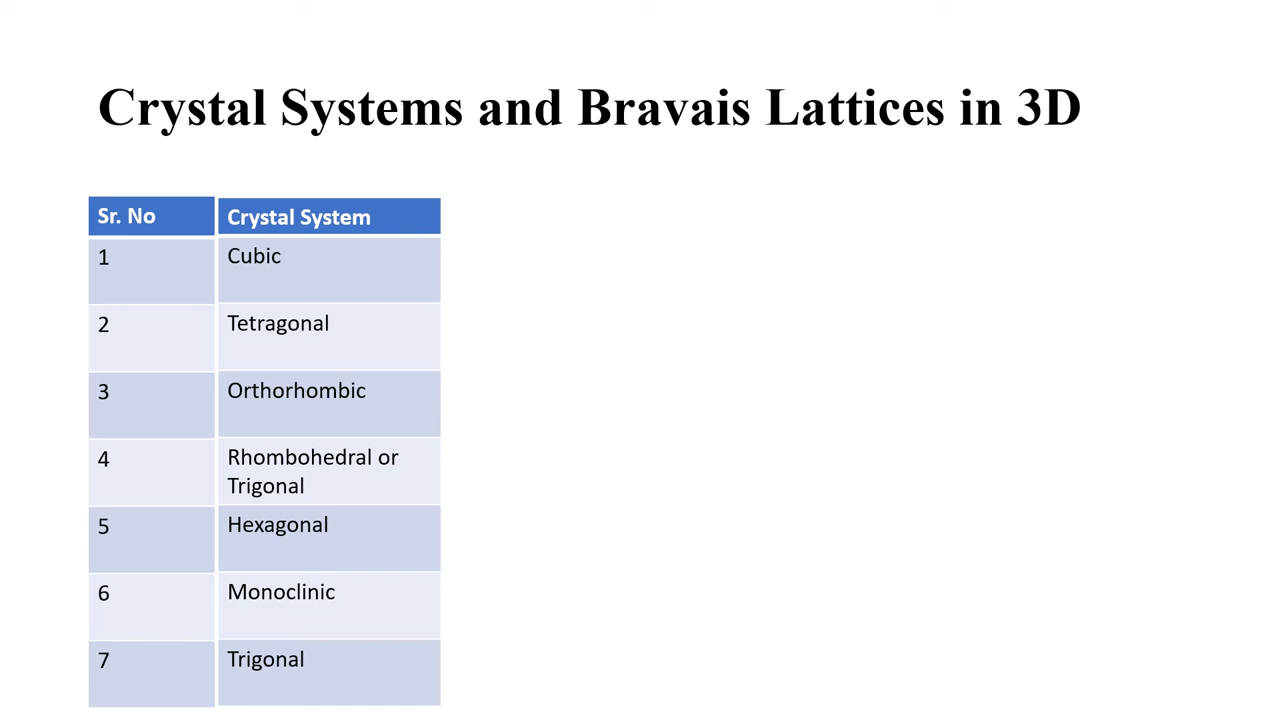 Crystal Systems and Bravais Lattices in 3D
Sr. No Crystal System
1 Cubic
2 Tetragonal
3 Orthorhombic
4 Rhombohedral or
Trigonal
5 Hexagonal
6 Monoclinic
7 Trigonal